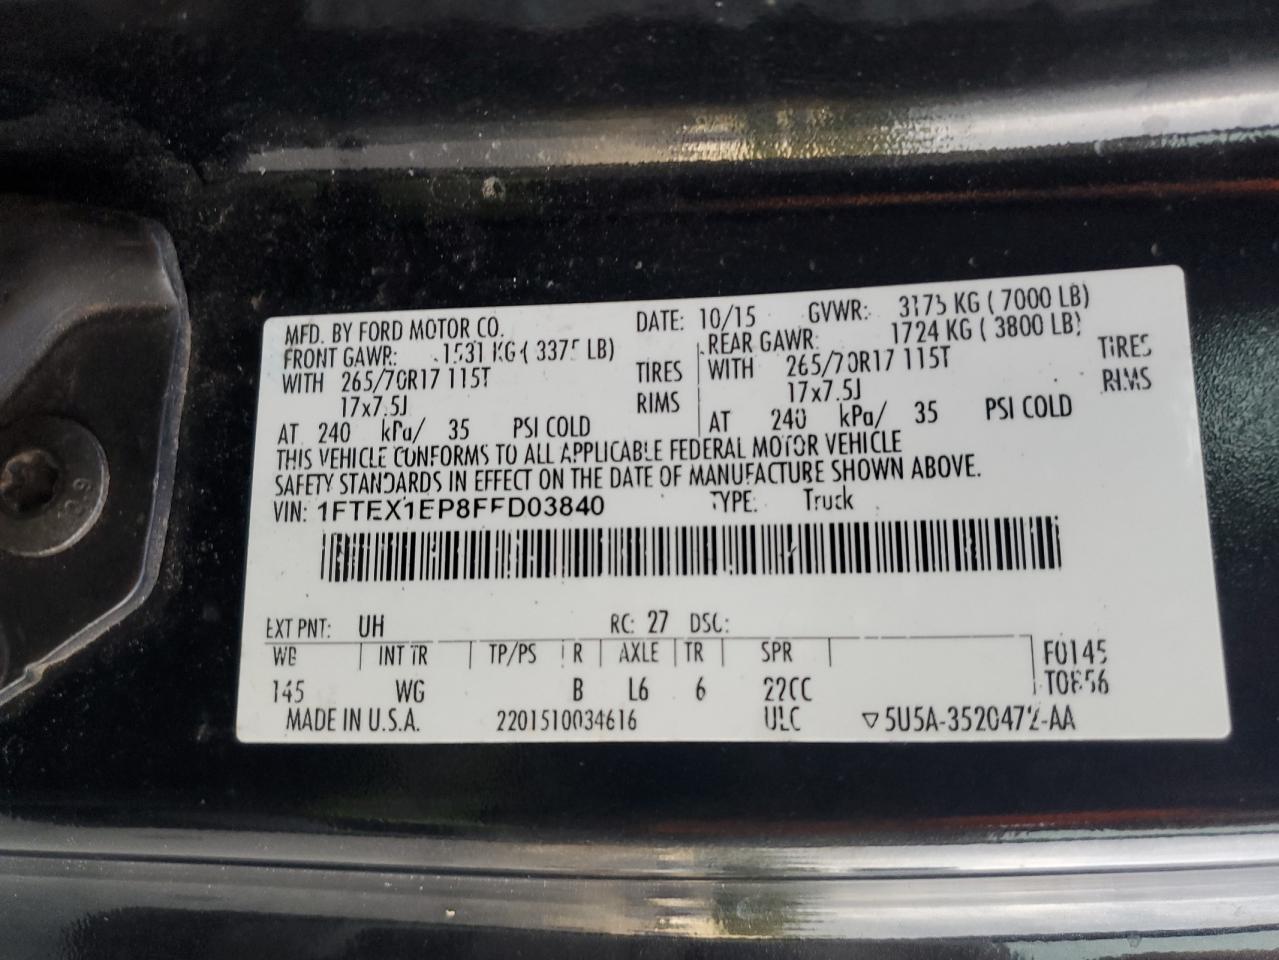 MFD. BY FORD MOTOR CO. DATE: 10/15 GVWR: 3175 KG ( 7000 LB)
FRONT GAWR: 1531 KG ( 3375 LB) REAR GAWR: 1724 KG ( 3800 LB)
WITH 265/70R17 115T TIRES WITH 265/70R17 115T TIRES
17x7.5J RIMS 17x7.5J RIMS
AT 240 kPa/ 35 PSI COLD AT 240 kPa/ 35 PSI COLD
THIS VEHICLE CONFORMS TO ALL APPLICABLE FEDERAL MOTOR VEHICLE
SAFETY STANDARDS IN EFFECT ON THE DATE OF MANUFACTURE SHOWN ABOVE.
VIN: 1FTEX1EP8FFD03840 TYPE: Truck
EXT PNT: UH RC: 27 DSO:
WB INT TR TP/PS R AXLE TR SPR F0145
145 WG B L6 6 22CC T0856
MADE IN U.S.A. 2201510034616 ULC ▽5U5A-3520472-AA
9.8